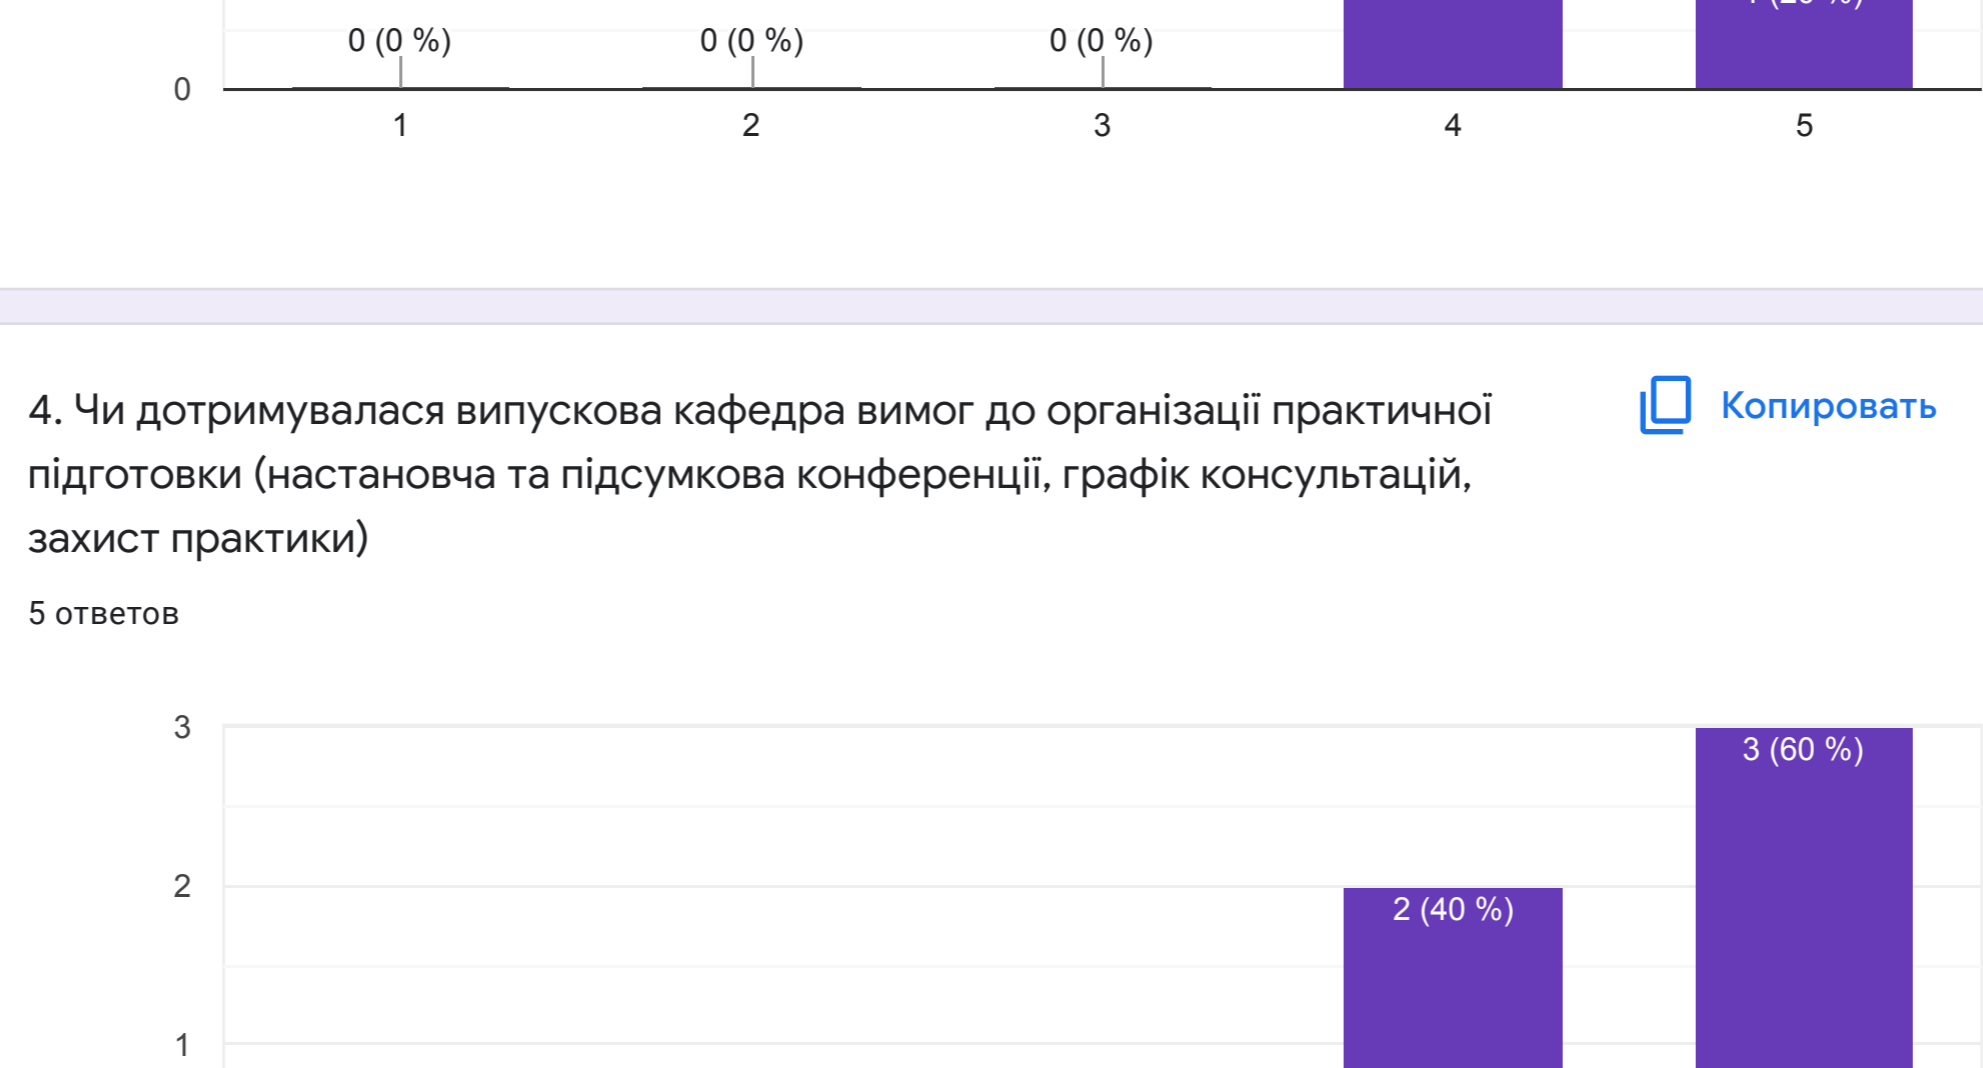 0 (0 %) 0 (0 %) 0 (0 %)
0
1 2 3 4 5
4. Чи дотримувалася випускова кафедра вимог до організації практичної
підготовки (настановча та підсумкова конференції, графік консультацій,
захист практики)
Копировать
5 ответов
3
3 (60 %)
2
2 (40 %)
1